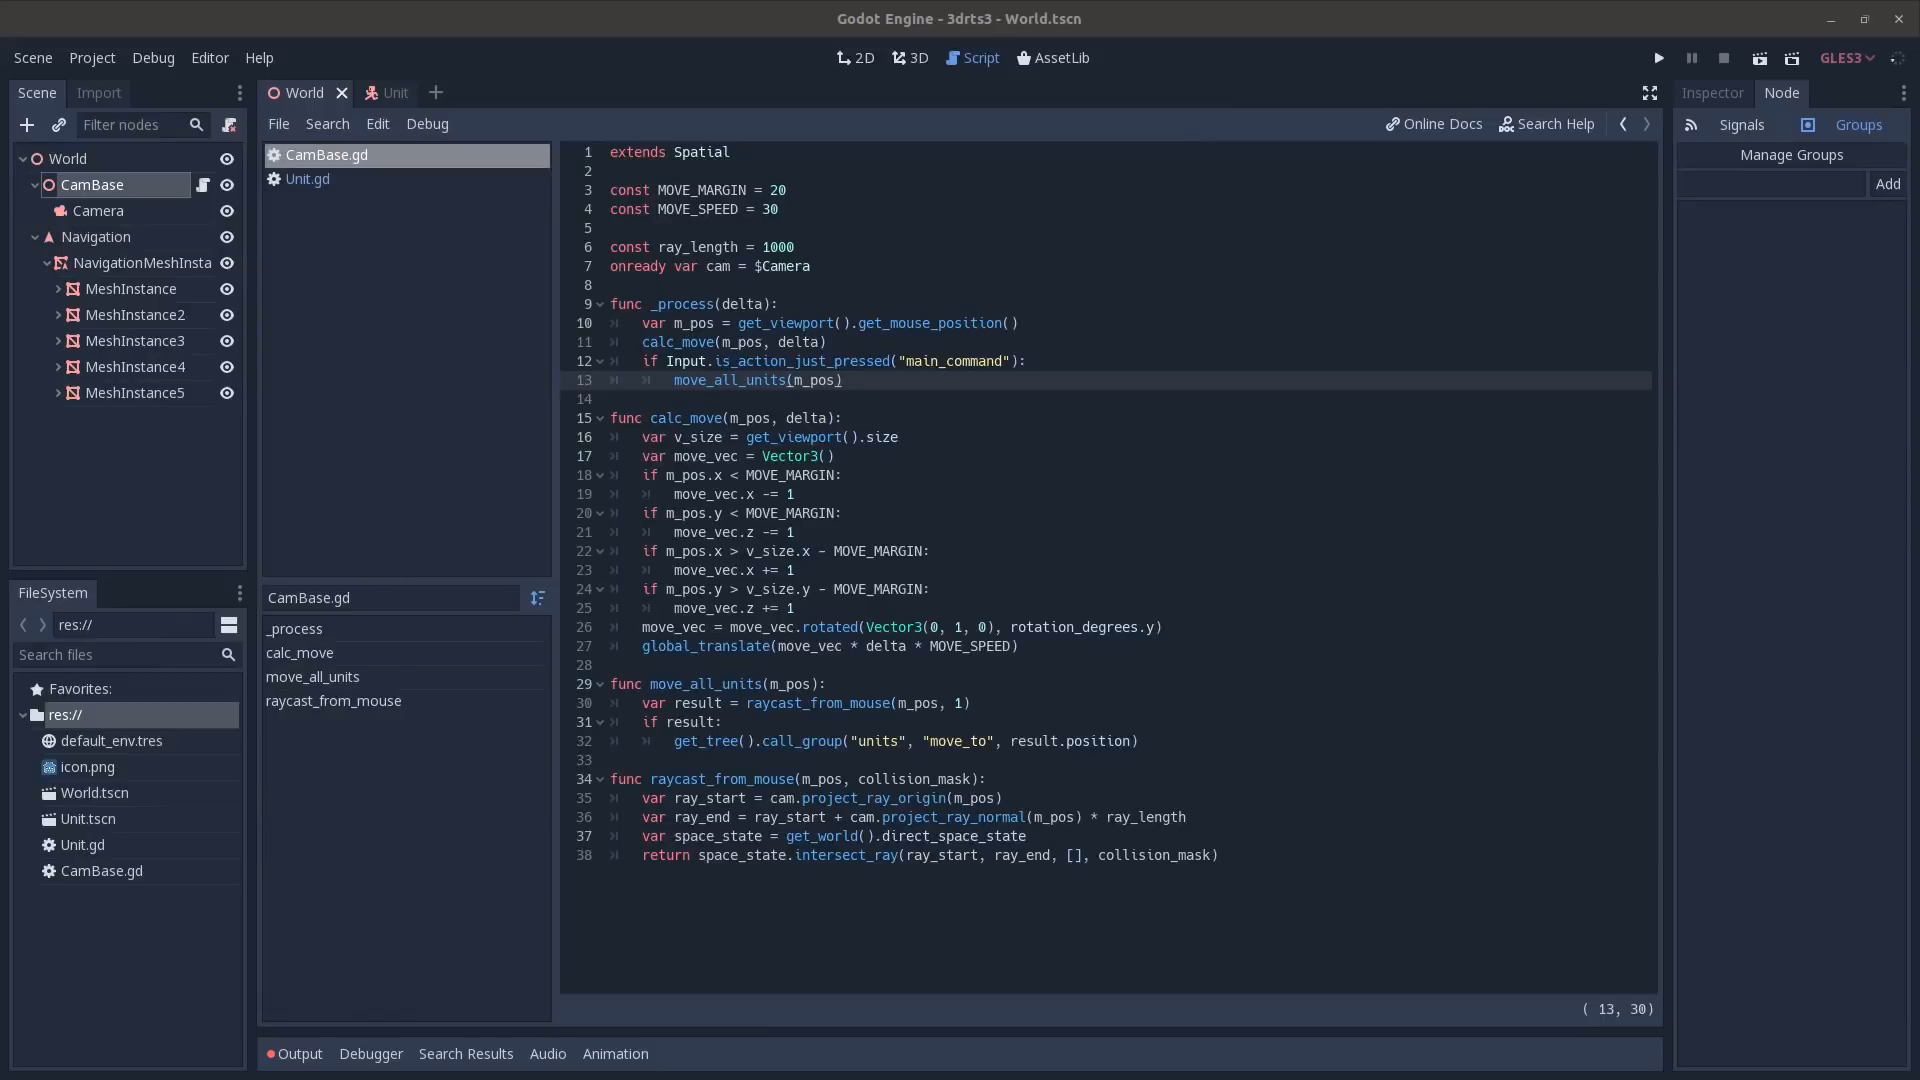 Godot Engine - 3drts3 - World.tscn
Scene Project Debug Editor Help
2D 3D Script AssetLib
GLES3
Scene Import
World Unit
Inspector Node
Filter nodes
File Search Edit Debug
Online Docs Search Help
Signals Groups
Manage Groups
Add
World
CamBase
Camera
Navigation
NavigationMeshInsta
MeshInstance
MeshInstance2
MeshInstance3
MeshInstance4
MeshInstance5
FileSystem
res://
Search files
Favorites:
res://
default_env.tres
icon.png
World.tscn
Unit.tscn
Unit.gd
CamBase.gd
CamBase.gd
Unit.gd
CamBase.gd
_process
calc_move
move_all_units
raycast_from_mouse
1 extends Spatial
2
3 const MOVE_MARGIN = 20
4 const MOVE_SPEED = 30
5
6 const ray_length = 1000
7 onready var cam = $Camera
8
9 func _process(delta):
10 var m_pos = get_viewport().get_mouse_position()
11 calc_move(m_pos, delta)
12 if Input.is_action_just_pressed("main_command"):
13 move_all_units(m_pos)
14
15 func calc_move(m_pos, delta):
16 var v_size = get_viewport().size
17 var move_vec = Vector3()
18 if m_pos.x < MOVE_MARGIN:
19 move_vec.x -= 1
20 if m_pos.y < MOVE_MARGIN:
21 move_vec.z -= 1
22 if m_pos.x > v_size.x - MOVE_MARGIN:
23 move_vec.x += 1
24 if m_pos.y > v_size.y - MOVE_MARGIN:
25 move_vec.z += 1
26 move_vec = move_vec.rotated(Vector3(0, 1, 0), rotation_degrees.y)
27 global_translate(move_vec * delta * MOVE_SPEED)
28
29 func move_all_units(m_pos):
30 var result = raycast_from_mouse(m_pos, 1)
31 if result:
32 get_tree().call_group("units", "move_to", result.position)
33
34 func raycast_from_mouse(m_pos, collision_mask):
35 var ray_start = cam.project_ray_origin(m_pos)
36 var ray_end = ray_start + cam.project_ray_normal(m_pos) * ray_length
37 var space_state = get_world().direct_space_state
38 return space_state.intersect_ray(ray_start, ray_end, [], collision_mask)
( 13, 30)
Output Debugger Search Results Audio Animation